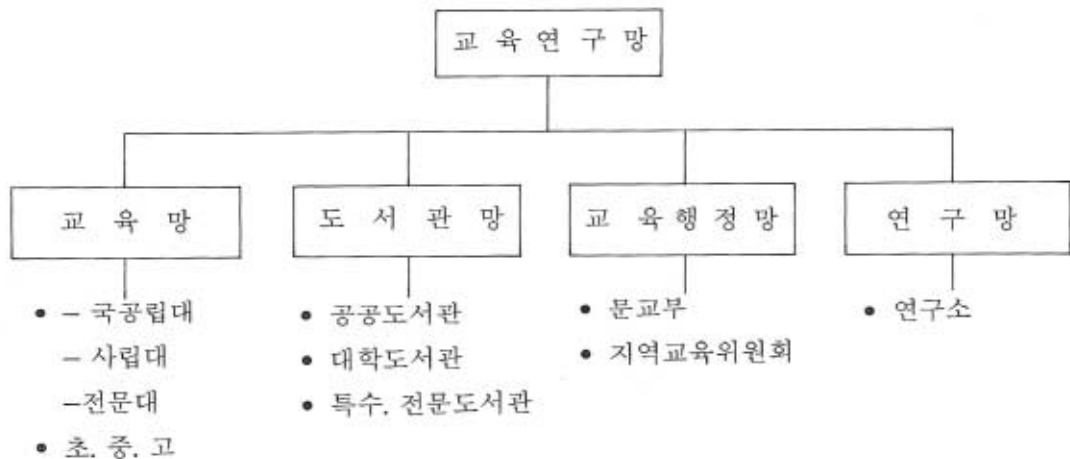 교육연구망
교육망
도서관망
교육행정망
연구망
• – 국공립대
– 사립대
–전문대
• 초. 중. 고
• 공공도서관
• 대학도서관
• 특수. 전문도서관
• 문교부
• 지역교육위원회
• 연구소